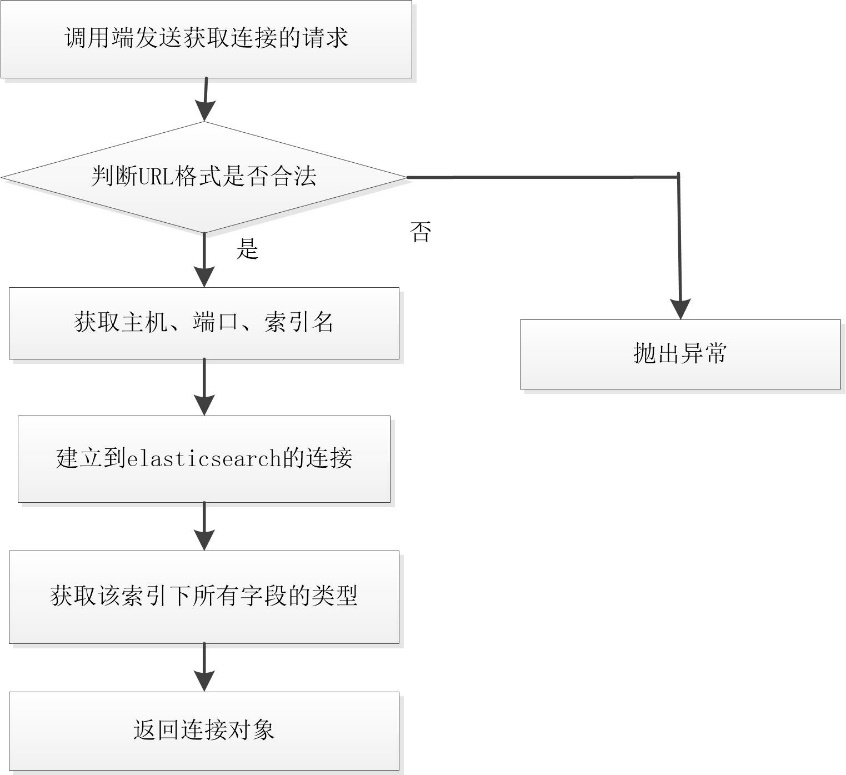 调用端发送获取连接的请求
判断URL格式是否合法
是
否
获取主机、端口、索引名
抛出异常
建立到elasticsearch的连接
获取该索引下所有字段的类型
返回连接对象